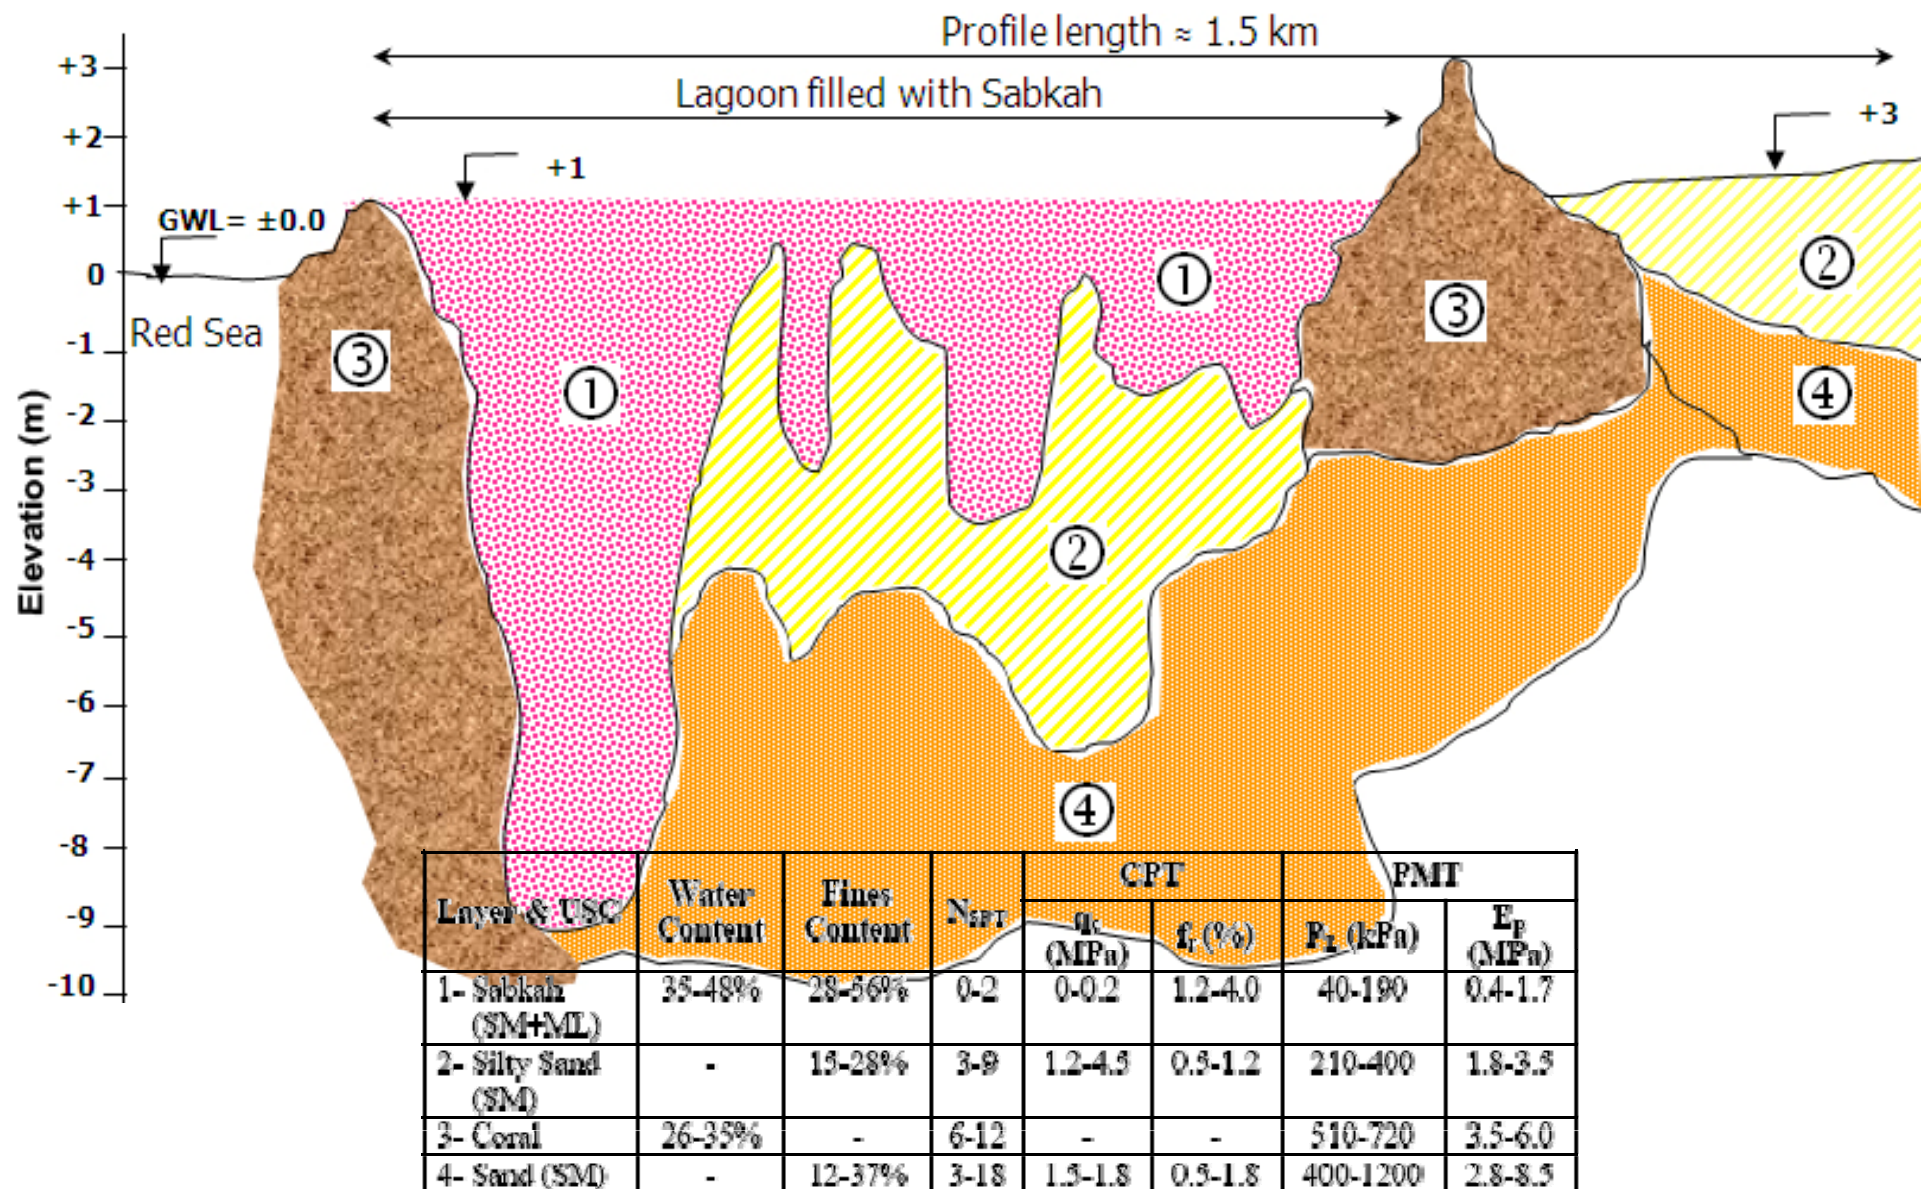 Profile length ≈ 1.5 km
+3
Lagoon filled with Sabkah
+3
+2
+1
+1
GWL= ±0.0
0
Red Sea
-1
-2
-3
-4
-5
-6
-7
-8
-9
-10
Elevation (m)
1
1
2
3
3
4
2
4
Layer & USC Water Content Fines Content NSPT CPT PMT
qc (MPa) fr (%) PL (kPa) Ep (MPa)
1- Sabkah (SM+ML) 35-48% 28-56% 0-2 0-0.2 1.2-4.0 40-190 0.4-1.7
2- Silty Sand (SM) - 15-28% 3-9 1.2-4.5 0.5-1.2 210-400 1.8-3.5
3- Coral 26-35% - 6-12 - - 510-720 3.5-6.0
4- Sand (SM) - 12-37% 3-18 1.5-1.8 0.5-1.8 400-1200 2.8-8.5